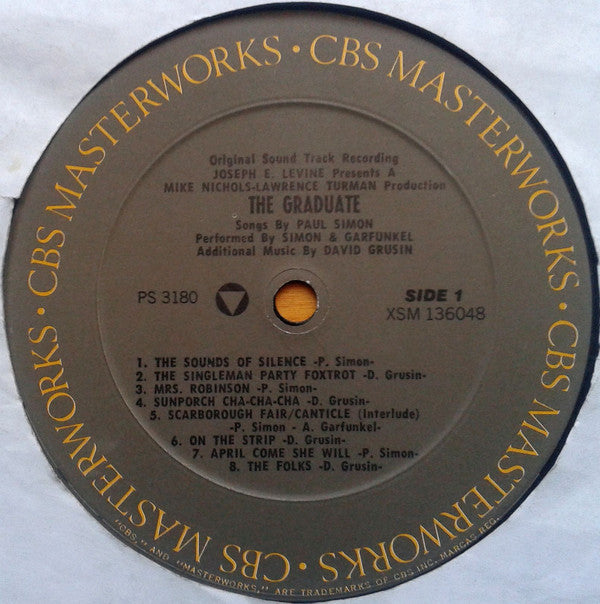 CBS MASTERWORKS · CBS MASTERWORKS · CBS MASTERWORKS · CBS MASTERWORKS ·
Original Sound Track Recording
JOSEPH E. LEVINE Presents A
MIKE NICHOLS-LAWRENCE TURMAN Production
THE GRADUATE
Songs By PAUL SIMON
Performed By SIMON & GARFUNKEL
Additional Music By DAVID GRUSIN
PS 3180
SIDE 1
XSM 136048
1. THE SOUNDS OF SILENCE -P. Simon-
2. THE SINGLEMAN PARTY FOXTROT -D. Grusin-
3. MRS. ROBINSON -P. Simon-
4. SUNPORCH CHA-CHA-CHA -D. Grusin-
5. SCARBOROUGH FAIR/CANTICLE (Interlude)
-P. Simon - A. Garfunkel-
6. ON THE STRIP -D. Grusin-
7. APRIL COME SHE WILL -P. Simon-
8. THE FOLKS -D. Grusin-
"CBS," AND "MASTERWORKS," ARE TRADEMARKS OF CBS INC. MARCAS REG.